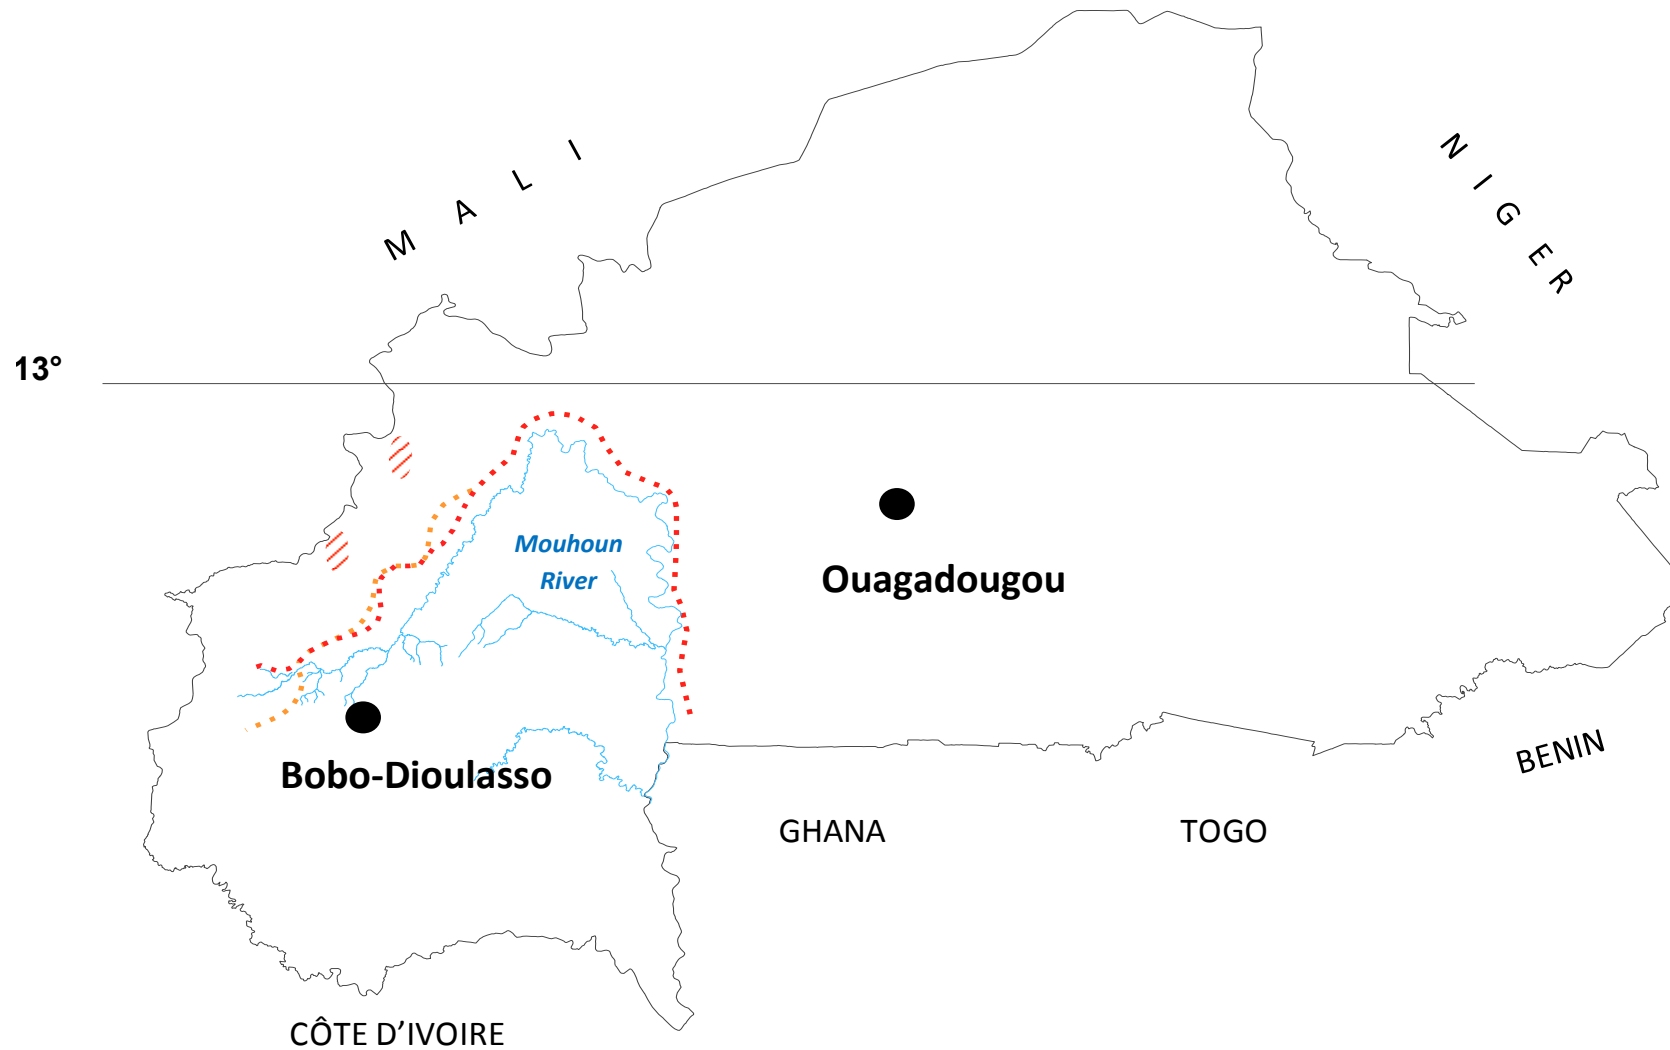 M A L I
N I G E R
13°
Mouhoun
River
Ouagadougou
Bobo-Dioulasso
BENIN
GHANA
TOGO
CÔTE D’IVOIRE